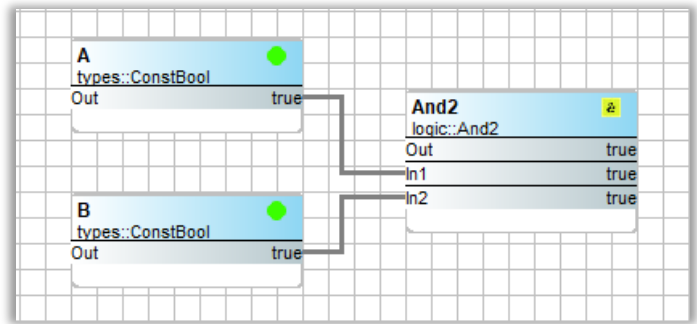 A
types::ConstBool
Out true
And2 &
logic::And2
Out true
In1 true
In2 true
B
types::ConstBool
Out true